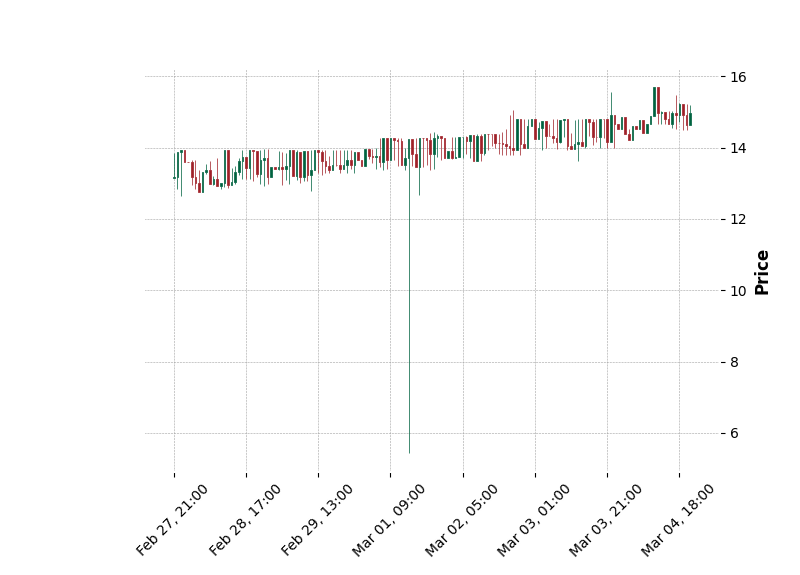 16
14
12
10
8
6
Price
Feb 27, 21:00
Feb 28, 17:00
Feb 29, 13:00
Mar 01, 09:00
Mar 02, 05:00
Mar 03, 01:00
Mar 03, 21:00
Mar 04, 18:00